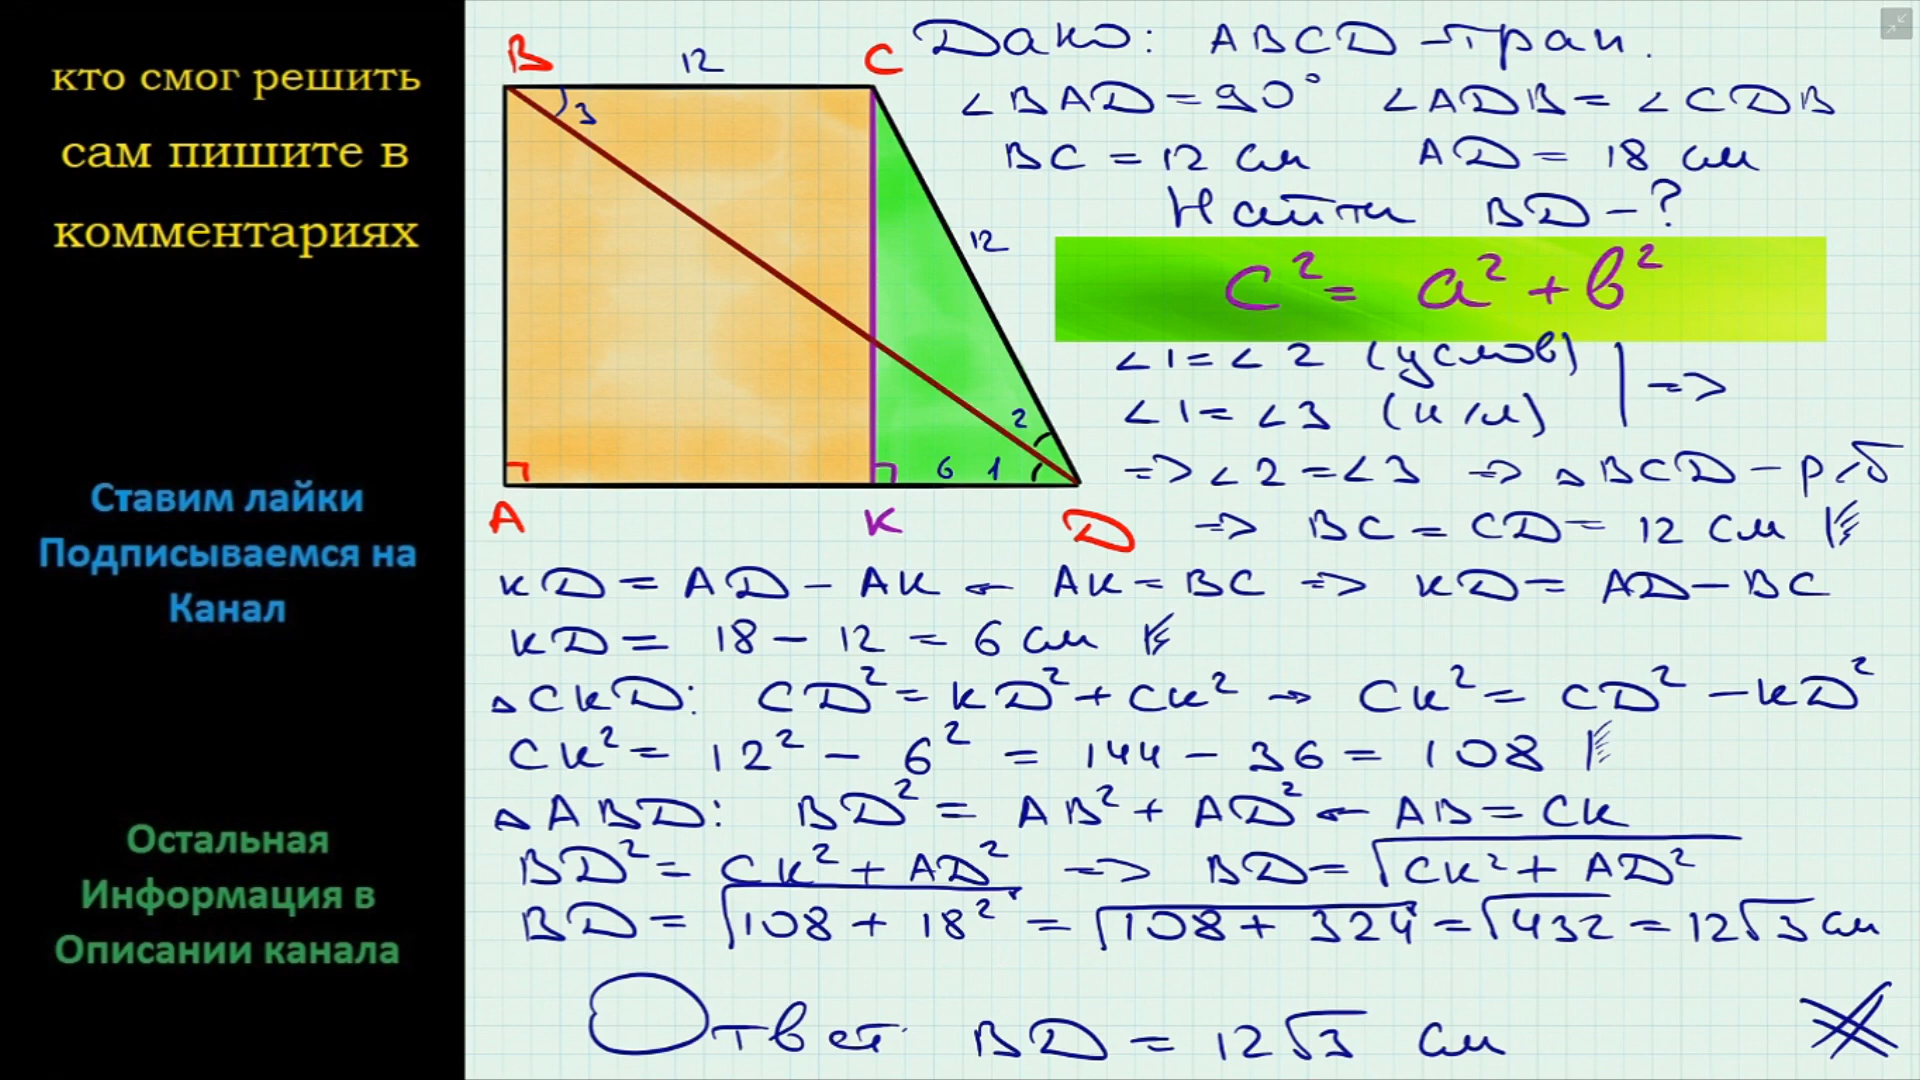 кто смог решить
сам пишите в
комментариях
Ставим лайки
Подписываемся на
Канал
Остальная
Информация в
Описании канала
B 12 C
3
12
2
6 1
A K D
Дано: ABCD – трап.
∠BAD = 90° ∠ADB = ∠CDB
BC = 12 см AD = 18 см
Найти BD – ?
c² = a² + b²
∠1 = ∠2 (услов)
∠1 = ∠3 (н/л) | =>
=> ∠2 = ∠3 => △BCD – р/б
=> BC = CD = 12 см
KD = AD – AK ← AK = BC => KD = AD – BC
KD = 18 – 12 = 6 см
△CKD: CD² = KD² + CK² → CK² = CD² – KD²
CK² = 12² – 6² = 144 – 36 = 108
△ABD: BD² = AB² + AD² ← AB = CK
BD² = CK² + AD² => BD = √CK² + AD²
BD = √108 + 18² = √108 + 324 = √432 = 12√3 см
Ответ: BD = 12√3 см